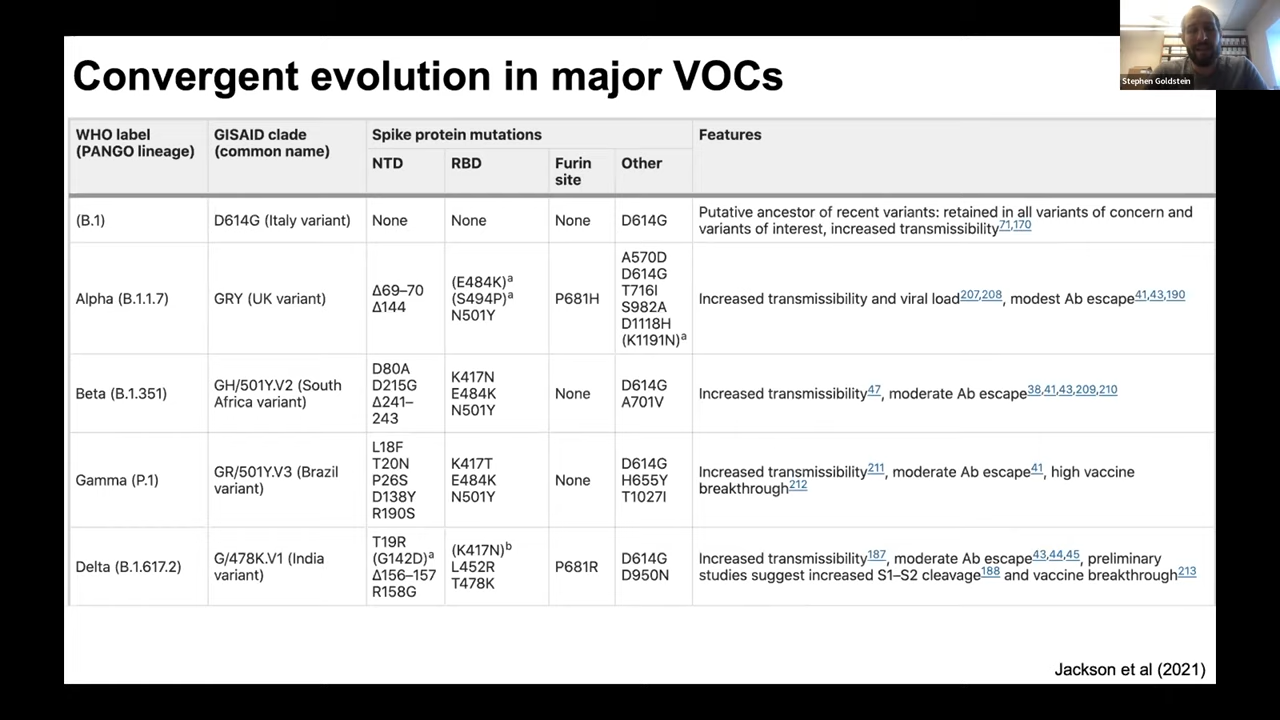 Convergent evolution in major VOCs
Stephen Goldstein
WHO label
(PANGO lineage)
GISAID clade
(common name)
Spike protein mutations
Features
NTD
RBD
Furin
site
Other
(B.1)
D614G (Italy variant)
None
None
None
D614G
Putative ancestor of recent variants: retained in all variants of concern and
variants of interest, increased transmissibility71,170
Alpha (B.1.1.7)
GRY (UK variant)
Δ69–70
Δ144
(E484K)a
(S494P)a
N501Y
P681H
A570D
D614G
T716I
S982A
D1118H
(K1191N)a
Increased transmissibility and viral load207,208, modest Ab escape41,43,190
Beta (B.1.351)
GH/501Y.V2 (South
Africa variant)
D80A
D215G
Δ241–
243
K417N
E484K
N501Y
None
D614G
A701V
Increased transmissibility47, moderate Ab escape38,41,43,209,210
Gamma (P.1)
GR/501Y.V3 (Brazil
variant)
L18F
T20N
P26S
D138Y
R190S
K417T
E484K
N501Y
None
D614G
H655Y
T1027I
Increased transmissibility211, moderate Ab escape41, high vaccine
breakthrough212
Delta (B.1.617.2)
G/478K.V1 (India
variant)
T19R
(G142D)a
Δ156–157
R158G
(K417N)b
L452R
T478K
P681R
D614G
D950N
Increased transmissibility187, moderate Ab escape43,44,45, preliminary
studies suggest increased S1–S2 cleavage188 and vaccine breakthrough213
Jackson et al (2021)